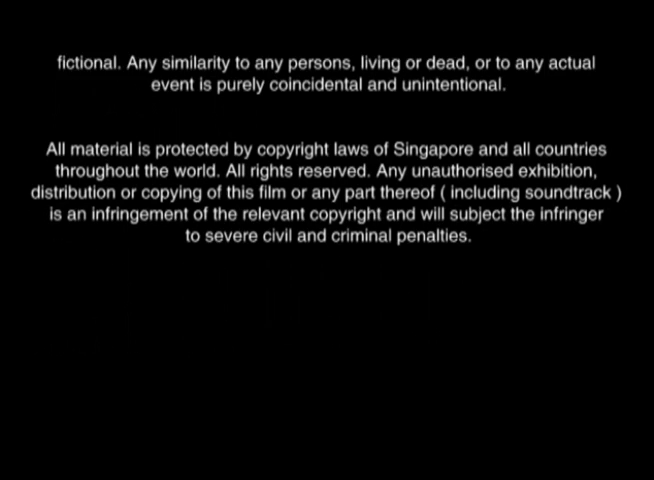 fictional. Any similarity to any persons, living or dead, or to any actual
event is purely coincidental and unintentional.
All material is protected by copyright laws of Singapore and all countries
throughout the world. All rights reserved. Any unauthorised exhibition,
distribution or copying of this film or any part thereof ( including soundtrack )
is an infringement of the relevant copyright and will subject the infringer
to severe civil and criminal penalties.